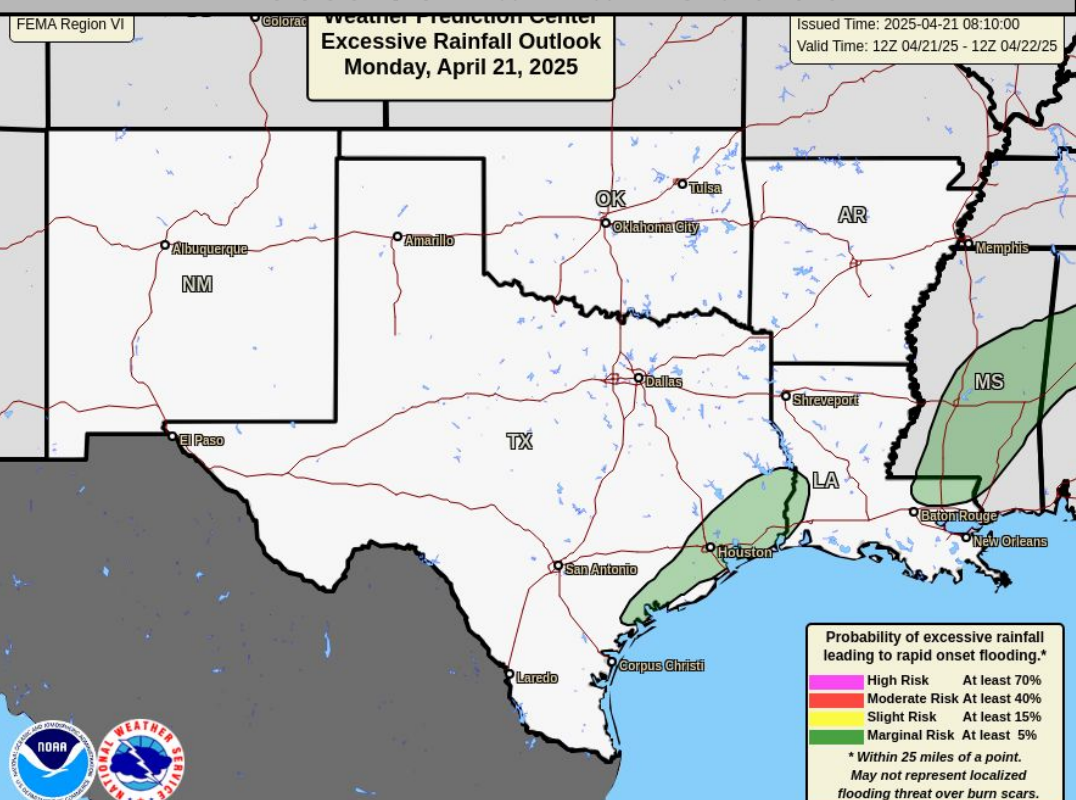 FEMA Region VI
Colorad
Weather Prediction Center
Excessive Rainfall Outlook
Monday, April 21, 2025
Issued Time: 2025-04-21 08:10:00
Valid Time: 12Z 04/21/25 - 12Z 04/22/25
Tulsa
OK
AR
Oklahoma City
Albuquerque
Amarillo
Memphis
NM
Dallas
MS
Shreveport
El Paso
TX
LA
Baton Rouge
New Orleans
Houston
San Antonio
Corpus Christi
Laredo
Probability of excessive rainfall
leading to rapid onset flooding.*
High Risk At least 70%
Moderate Risk At least 40%
Slight Risk At least 15%
Marginal Risk At least 5%
* Within 25 miles of a point.
May not represent localized
flooding threat over burn scars.
NOAA
NATIONAL WEATHER SERVICE